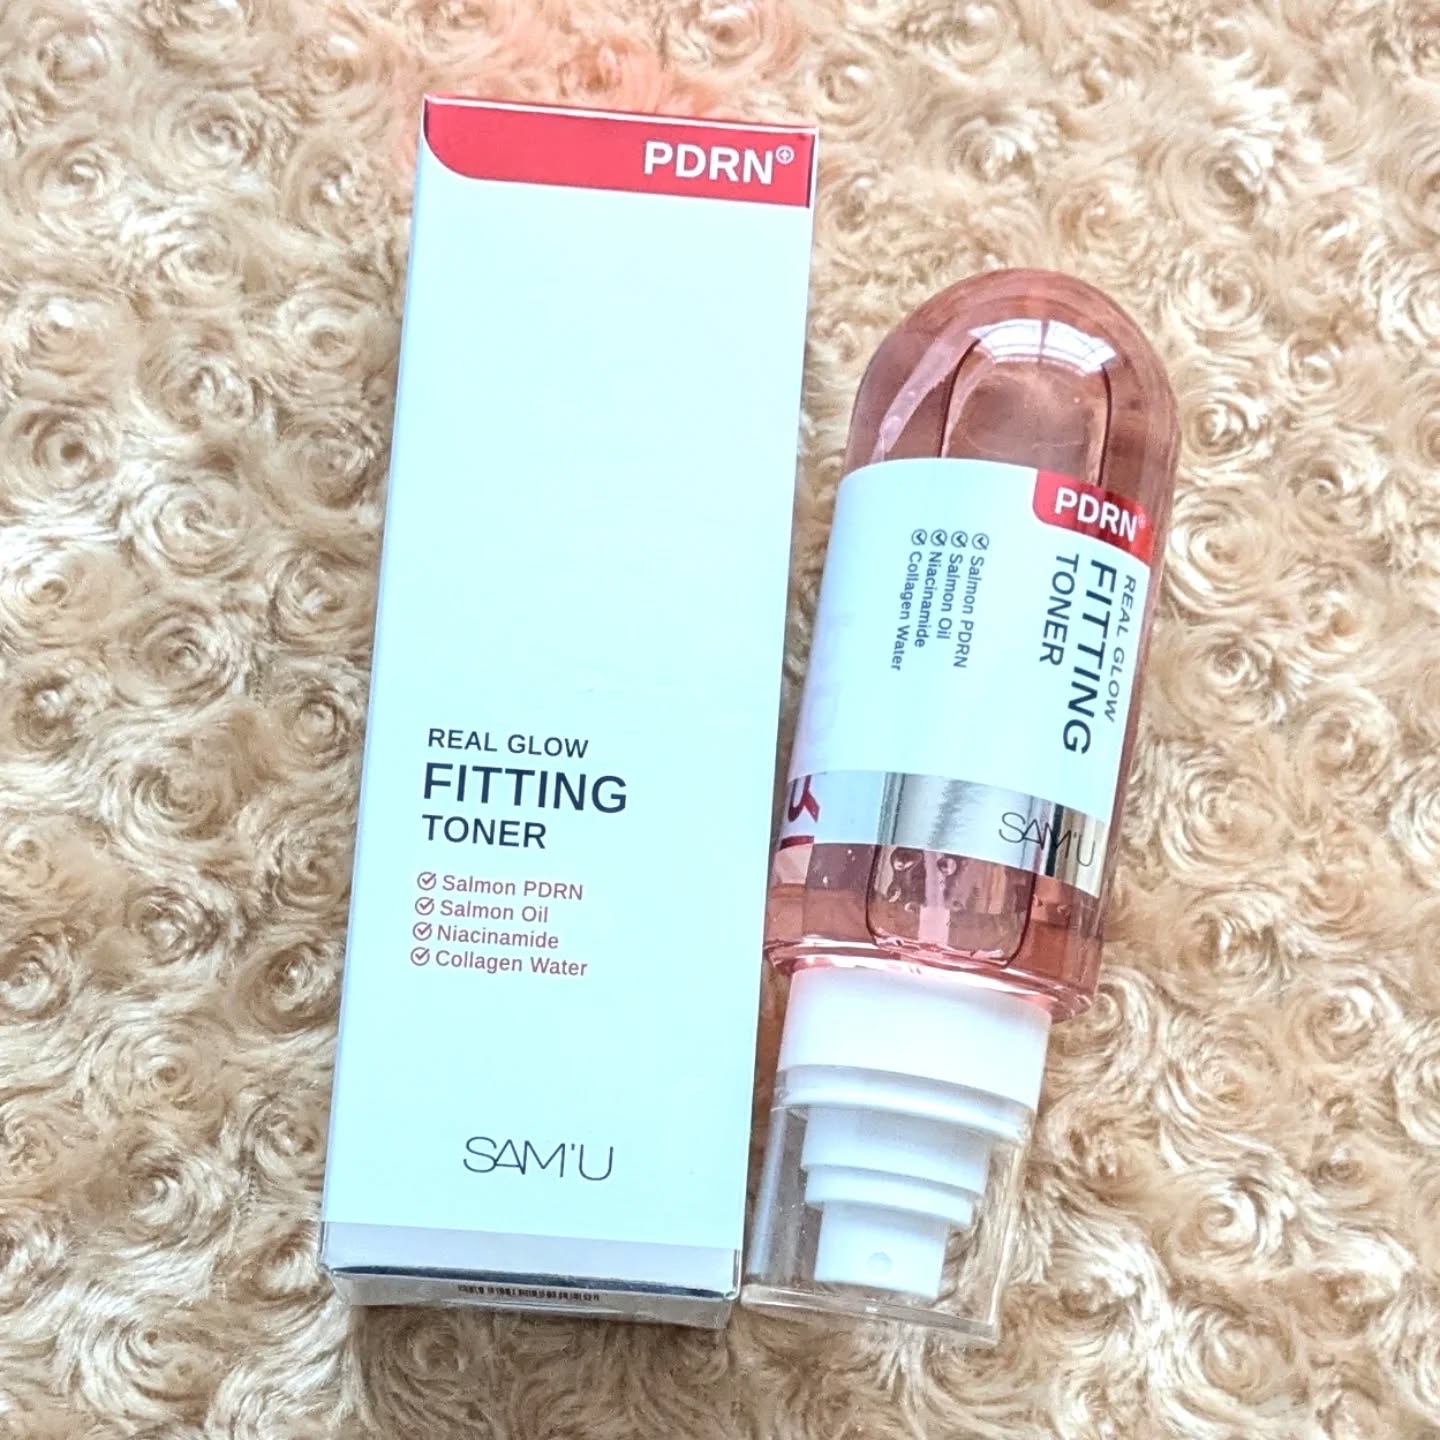 PDRN
REAL GLOW
FITTING
TONER
Salmon PDRN
Salmon Oil
Niacinamide
Collagen Water
SAM'U
PDRN
REAL GLOW
FITTING
TONER
Salmon PDRN
Salmon Oil
Niacinamide
Collagen Water
SAM'U